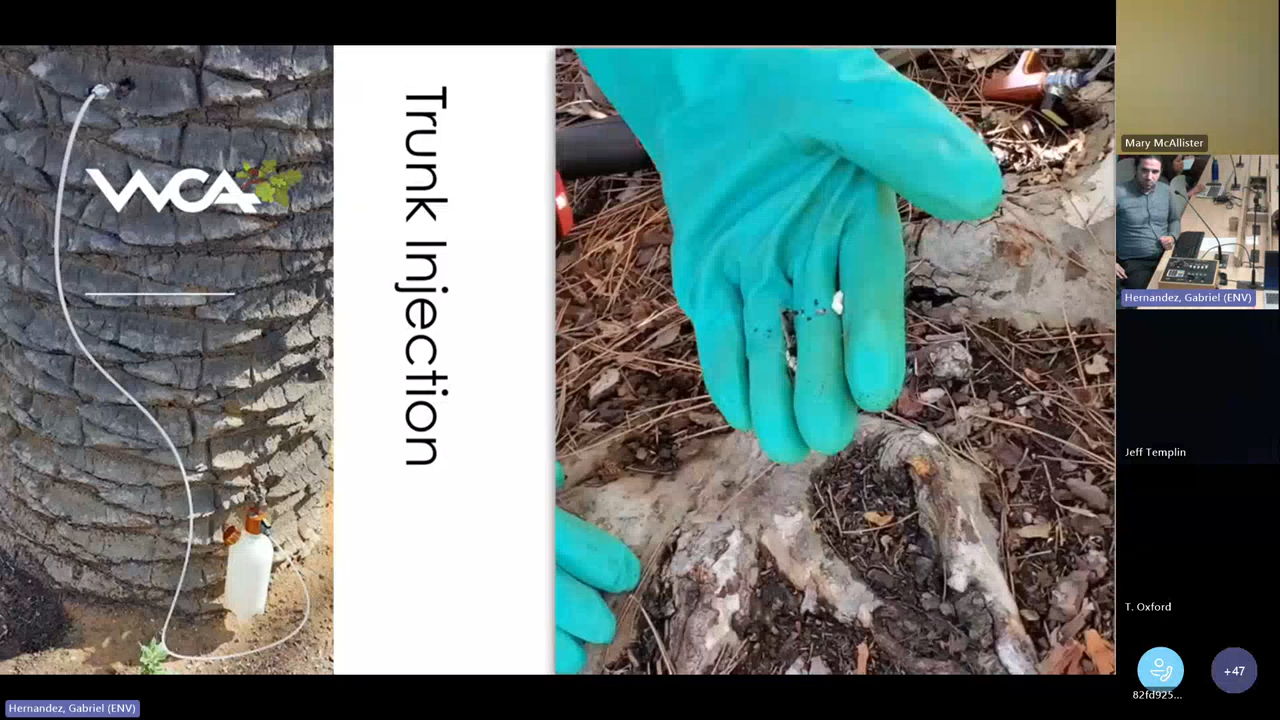 WCA
Trunk Injection
Mary McAllister
Hernandez, Gabriel (ENV)
Jeff Templin
T. Oxford
82fd925...
+47
Hernandez, Gabriel (ENV)